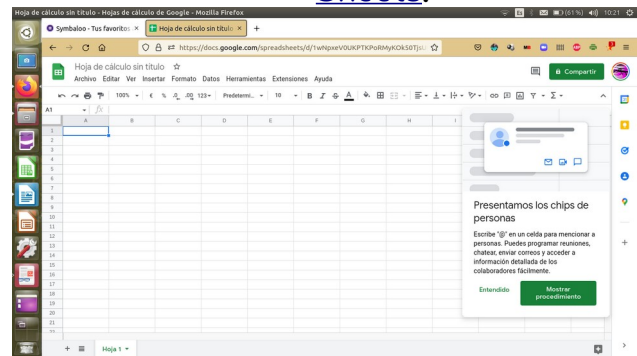 Sheets.
Hoja de cálculo sin título - Hojas de cálculo de Google - Mozilla Firefox
(61%) 10:21
Symbaloo - Tus favoritos × Hoja de cálculo sin título × +
https://docs.google.com/spreadsheets/d/1wNpxeV0UKPTKPoRMyKOkS0TjsU
Hoja de cálculo sin título
Archivo Editar Ver Insertar Formato Datos Herramientas Extensiones Ayuda
Compartir
100% € % .0 .00 123 Predetermi... 10 B I S A
A1 fx
A B C D E F G H I
1
2
3
4
5
6
7
8
9
10
11
12
13
14
15
16
17
18
19
20
21
22
Presentamos los chips de
personas
Escribe "@" en un celda para mencionar a
personas. Puedes programar reuniones,
chatear, enviar correos y acceder a
información detallada de los
colaboradores fácilmente.
Entendido Mostrar
procedimiento
+ Hoja 1